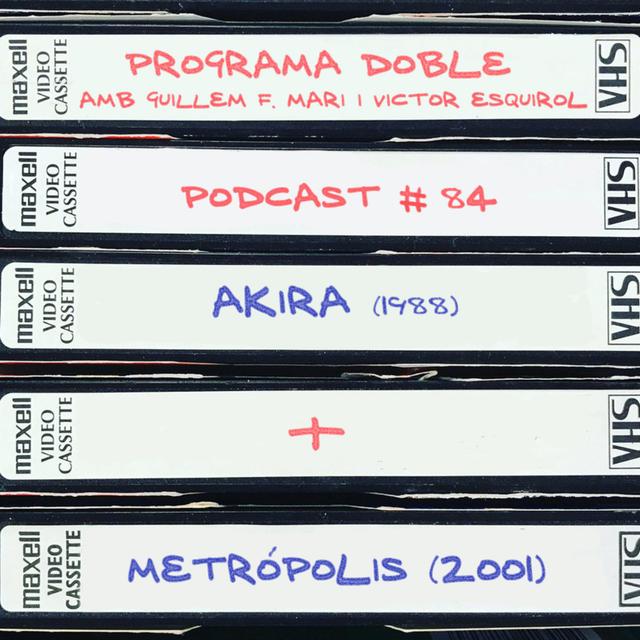 maxell
VIDEO
CASSETTE
PROGRAMA DOBLE
AMB GUILLEM F. MARI I VICTOR ESQUIROL
VHS
maxell
VIDEO
CASSETTE
PODCAST # 84
VHS
maxell
VIDEO
CASSETTE
AKIRA (1988)
VHS
maxell
VIDEO
CASSETTE
+
VHS
maxell
VIDEO
CASSETTE
METRÓPOLIS (2001)
VHS